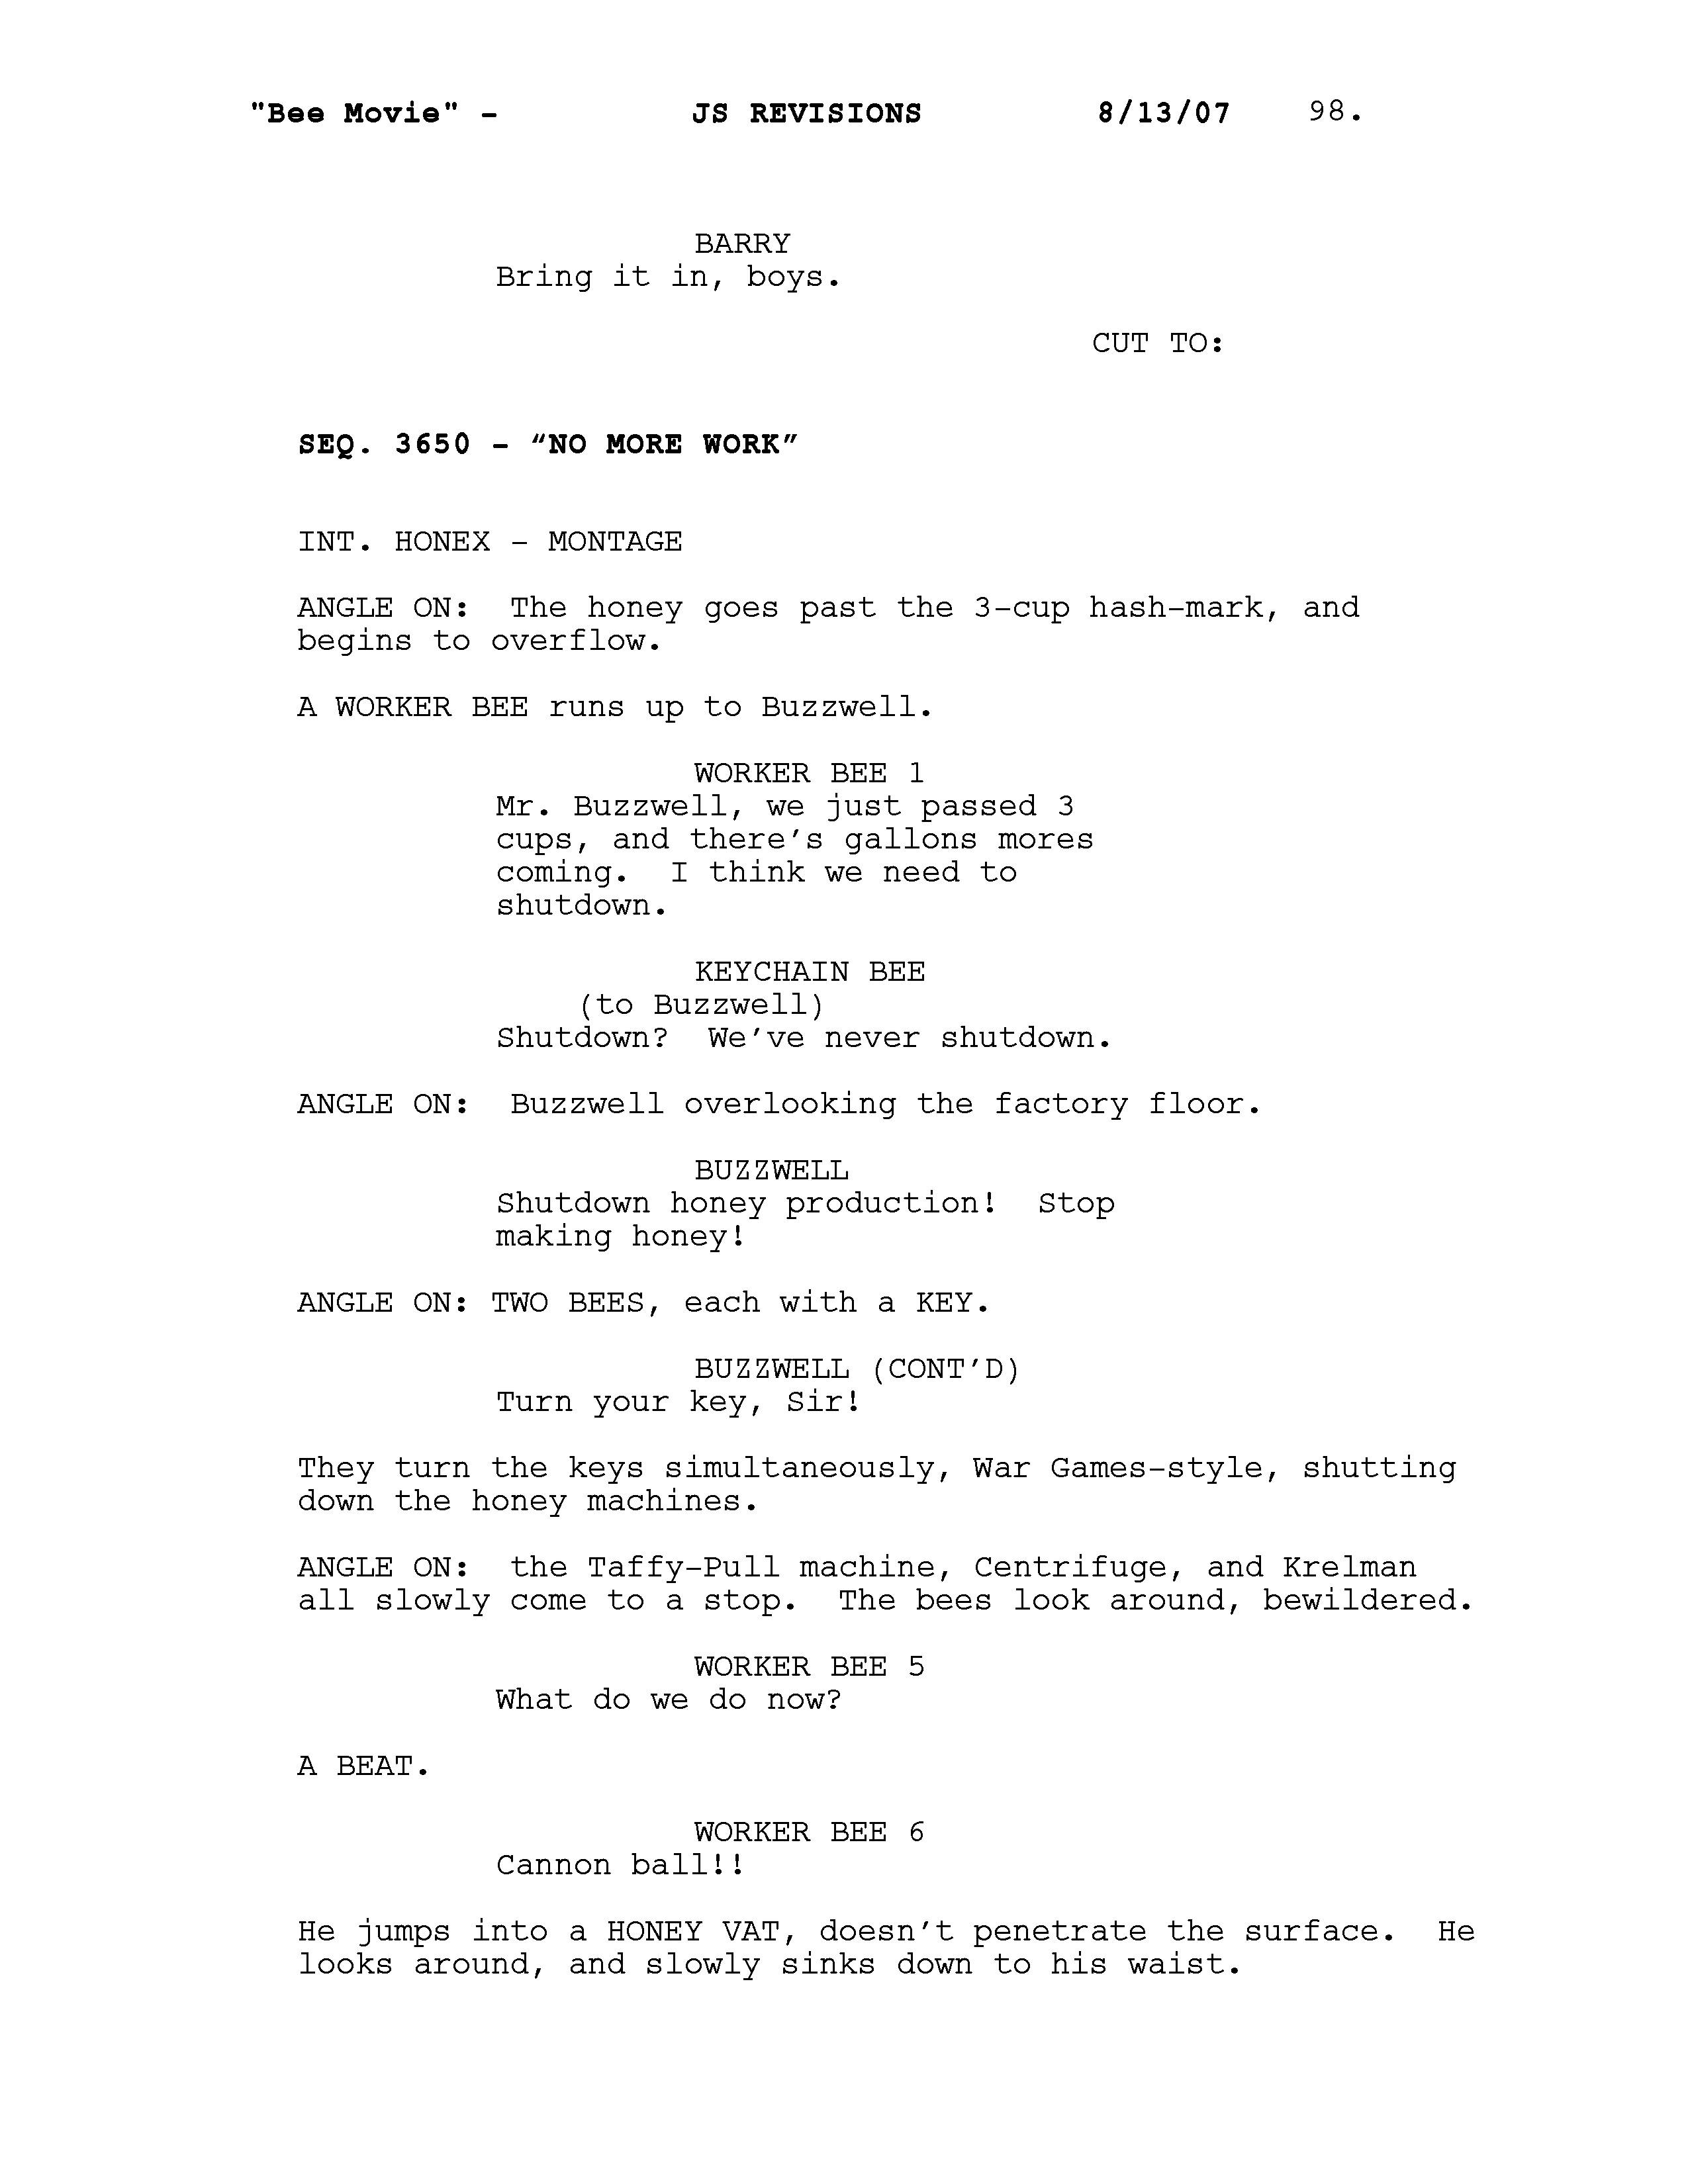 "Bee Movie" - JS REVISIONS 8/13/07 98.
BARRY
Bring it in, boys.
CUT TO:
SEQ. 3650 - “NO MORE WORK”
INT. HONEX - MONTAGE
ANGLE ON:  The honey goes past the 3-cup hash-mark, and
begins to overflow.
A WORKER BEE runs up to Buzzwell.
WORKER BEE 1
Mr. Buzzwell, we just passed 3
cups, and there’s gallons mores
coming.  I think we need to
shutdown.
KEYCHAIN BEE
(to Buzzwell)
Shutdown?  We’ve never shutdown.
ANGLE ON:  Buzzwell overlooking the factory floor.
BUZZWELL
Shutdown honey production!  Stop
making honey!
ANGLE ON: TWO BEES, each with a KEY.
BUZZWELL (CONT’D)
Turn your key, Sir!
They turn the keys simultaneously, War Games-style, shutting
down the honey machines.
ANGLE ON:  the Taffy-Pull machine, Centrifuge, and Krelman
all slowly come to a stop.  The bees look around, bewildered.
WORKER BEE 5
What do we do now?
A BEAT.
WORKER BEE 6
Cannon ball!!
He jumps into a HONEY VAT, doesn’t penetrate the surface.  He
looks around, and slowly sinks down to his waist.